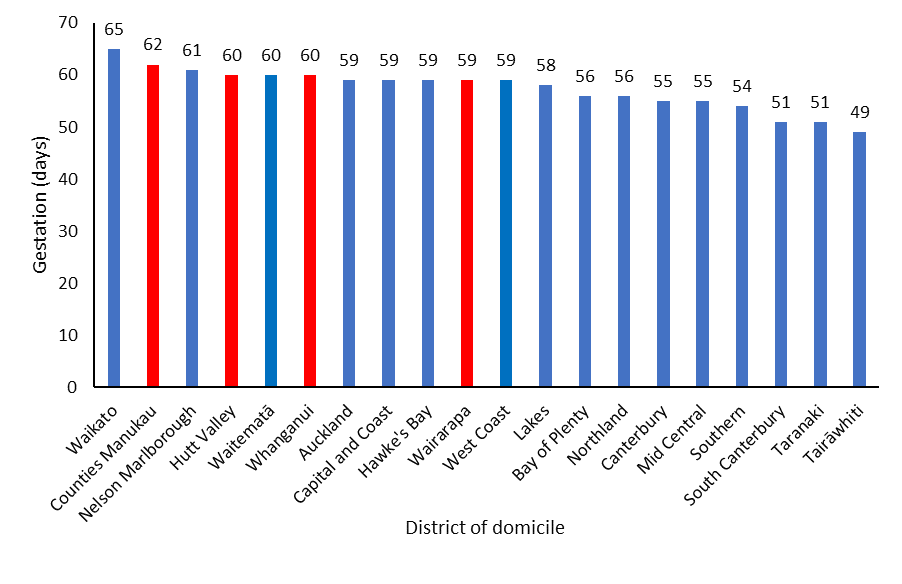 70
60
50
40
30
20
10
0
Gestation (days)
65
62
61
60
60
60
59
59
59
59
59
58
56
56
55
55
54
51
51
49
Waikato
Counties Manukau
Nelson Marlborough
Hutt Valley
Waitematā
Whanganui
Auckland
Capital and Coast
Hawke's Bay
Wairarapa
West Coast
Lakes
Bay of Plenty
Northland
Canterbury
Mid Central
Southern
South Canterbury
Taranaki
Tairāwhiti
District of domicile